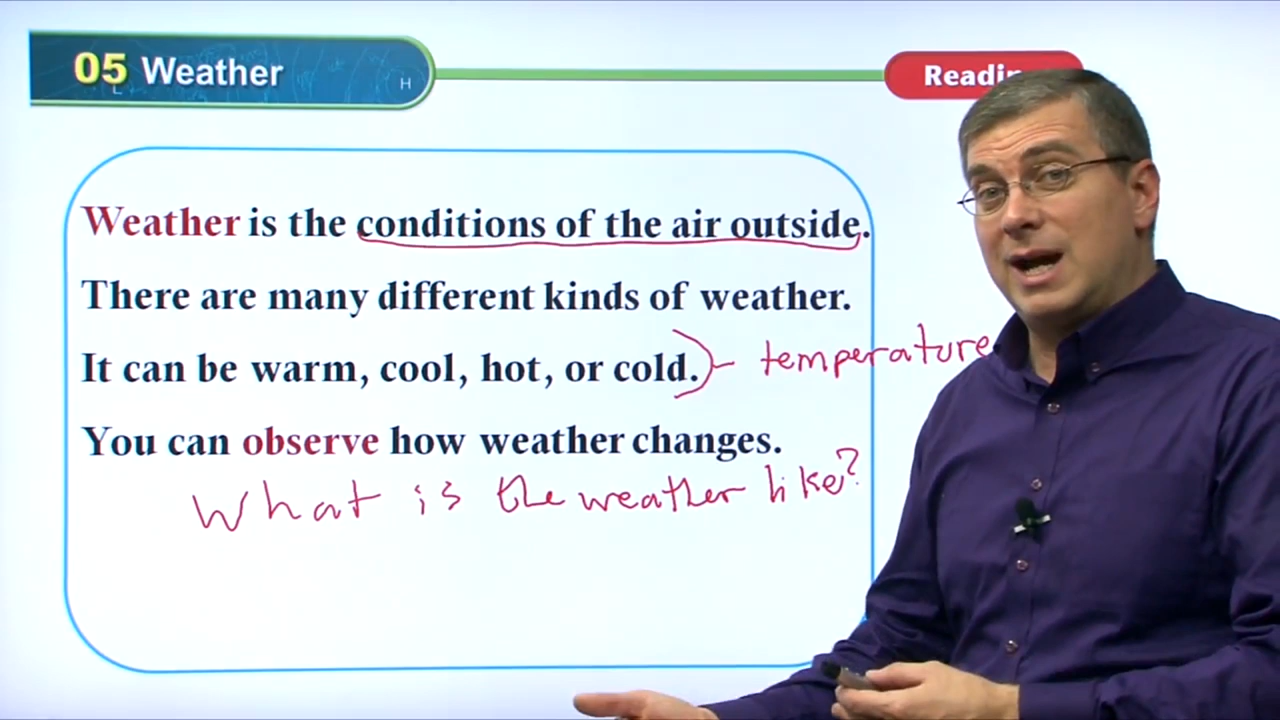 05 Weather
L
H
Readin
Weather is the conditions of the air outside.
There are many different kinds of weather.
It can be warm, cool, hot, or cold. temperature
You can observe how weather changes.
What is the weather like?